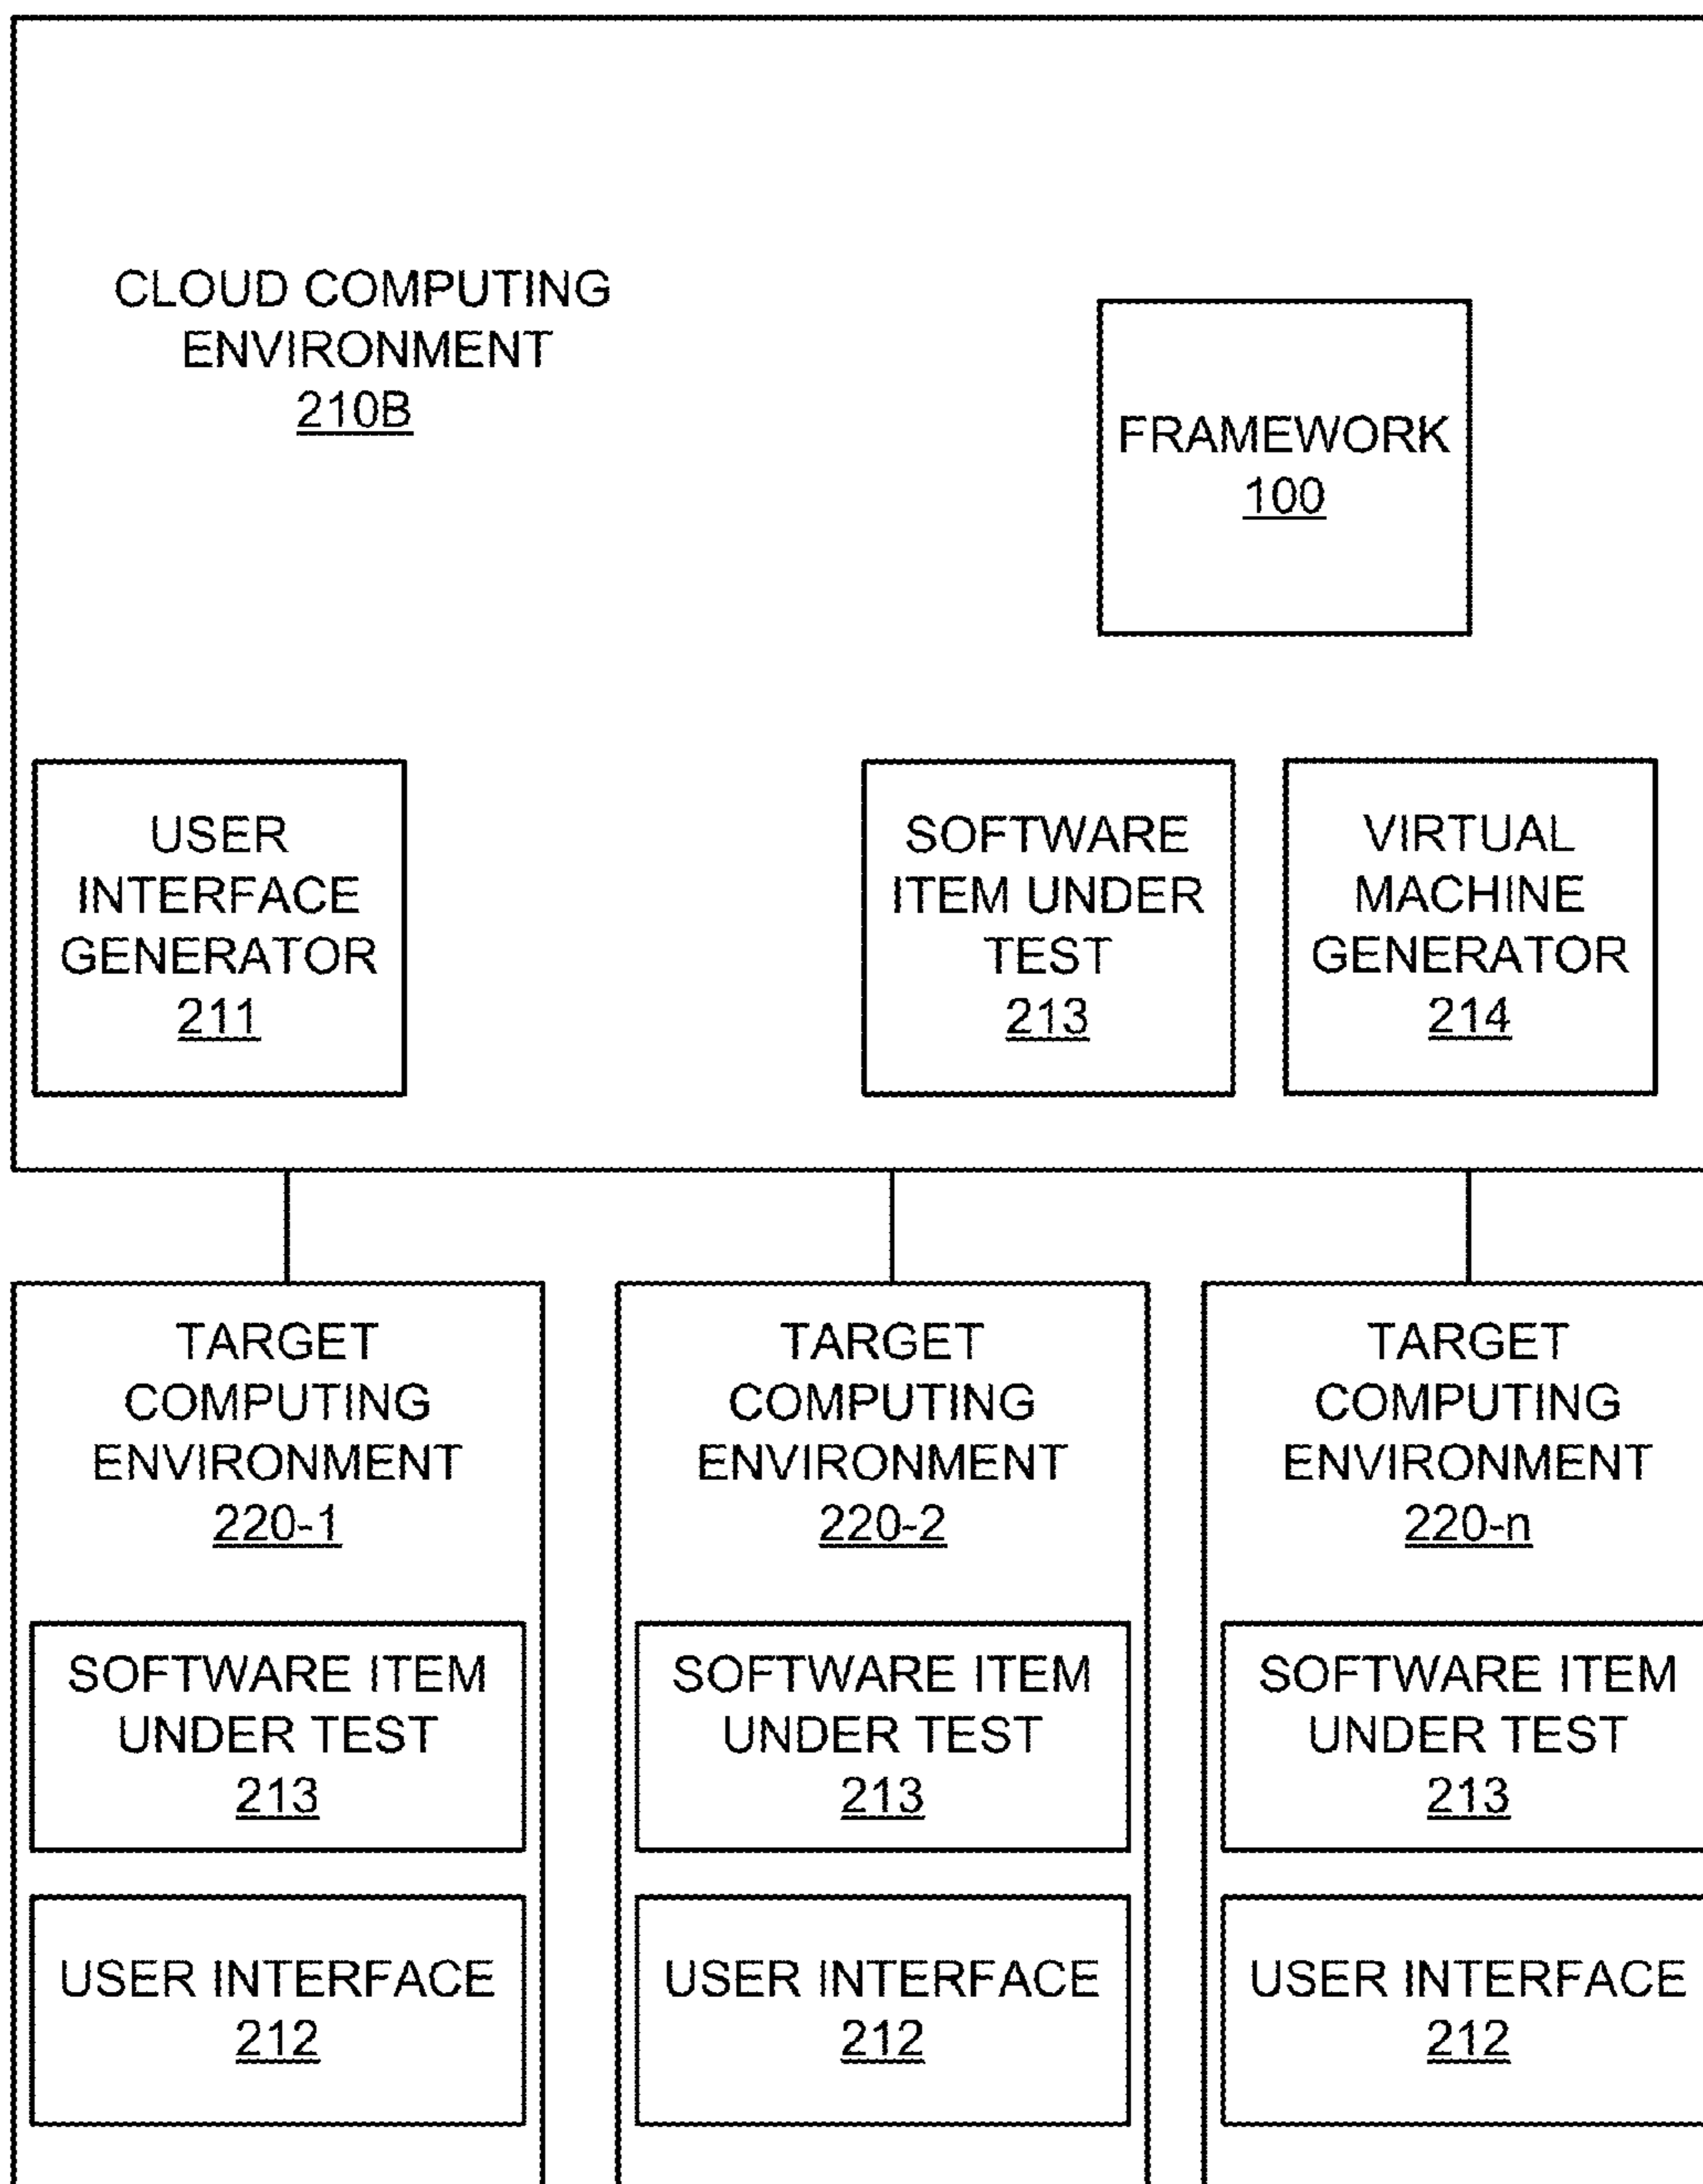 CLOUD COMPUTING
ENVIRONMENT
210B
FRAMEWORK
100
USER
INTERFACE
GENERATOR
211
SOFTWARE
ITEM UNDER
TEST
213
VIRTUAL
MACHINE
GENERATOR
214
TARGET
COMPUTING
ENVIRONMENT
220-1
SOFTWARE ITEM
UNDER TEST
213
USER INTERFACE
212
TARGET
COMPUTING
ENVIRONMENT
220-2
SOFTWARE ITEM
UNDER TEST
213
USER INTERFACE
212
TARGET
COMPUTING
ENVIRONMENT
220-n
SOFTWARE ITEM
UNDER TEST
213
USER INTERFACE
212